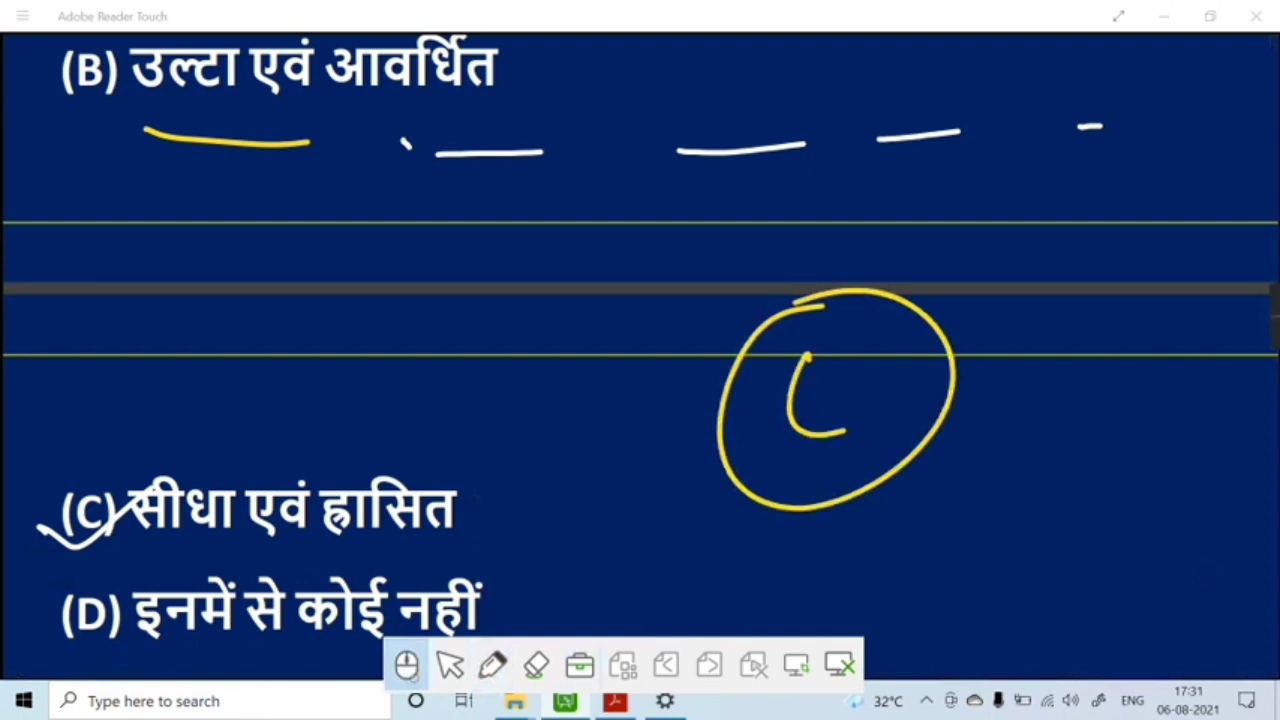 Adobe Reader Touch
(B) उल्टा एवं आवर्धित
C
(C) सीधा एवं ह्रासित
(D) इनमें से कोई नहीं
Type here to search
32°C
ENG
17:31
06-08-2021